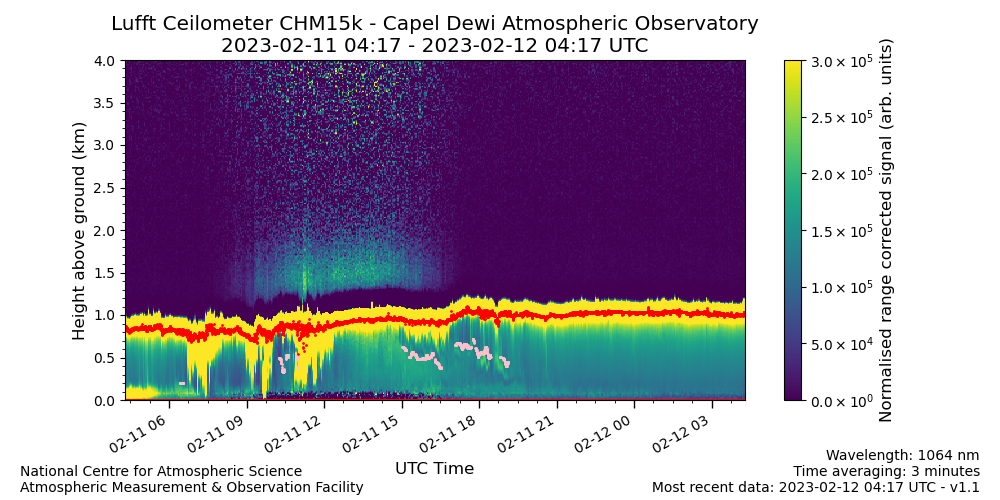 Lufft Ceilometer CHM15k - Capel Dewi Atmospheric Observatory
2023-02-11 04:17 - 2023-02-12 04:17 UTC
Height above ground (km)
4.0
3.5
3.0
2.5
2.0
1.5
1.0
0.5
0.0
02-11 06
02-11 09
02-11 12
02-11 15
02-11 18
02-11 21
02-12 00
02-12 03
UTC Time
3.0 × 10⁵
2.5 × 10⁵
2.0 × 10⁵
1.5 × 10⁵
1.0 × 10⁵
5.0 × 10⁴
0.0 × 10⁰
Normalised range corrected signal (arb. units)
National Centre for Atmospheric Science
Atmospheric Measurement & Observation Facility
Wavelength: 1064 nm
Time averaging: 3 minutes
Most recent data: 2023-02-12 04:17 UTC - v1.1